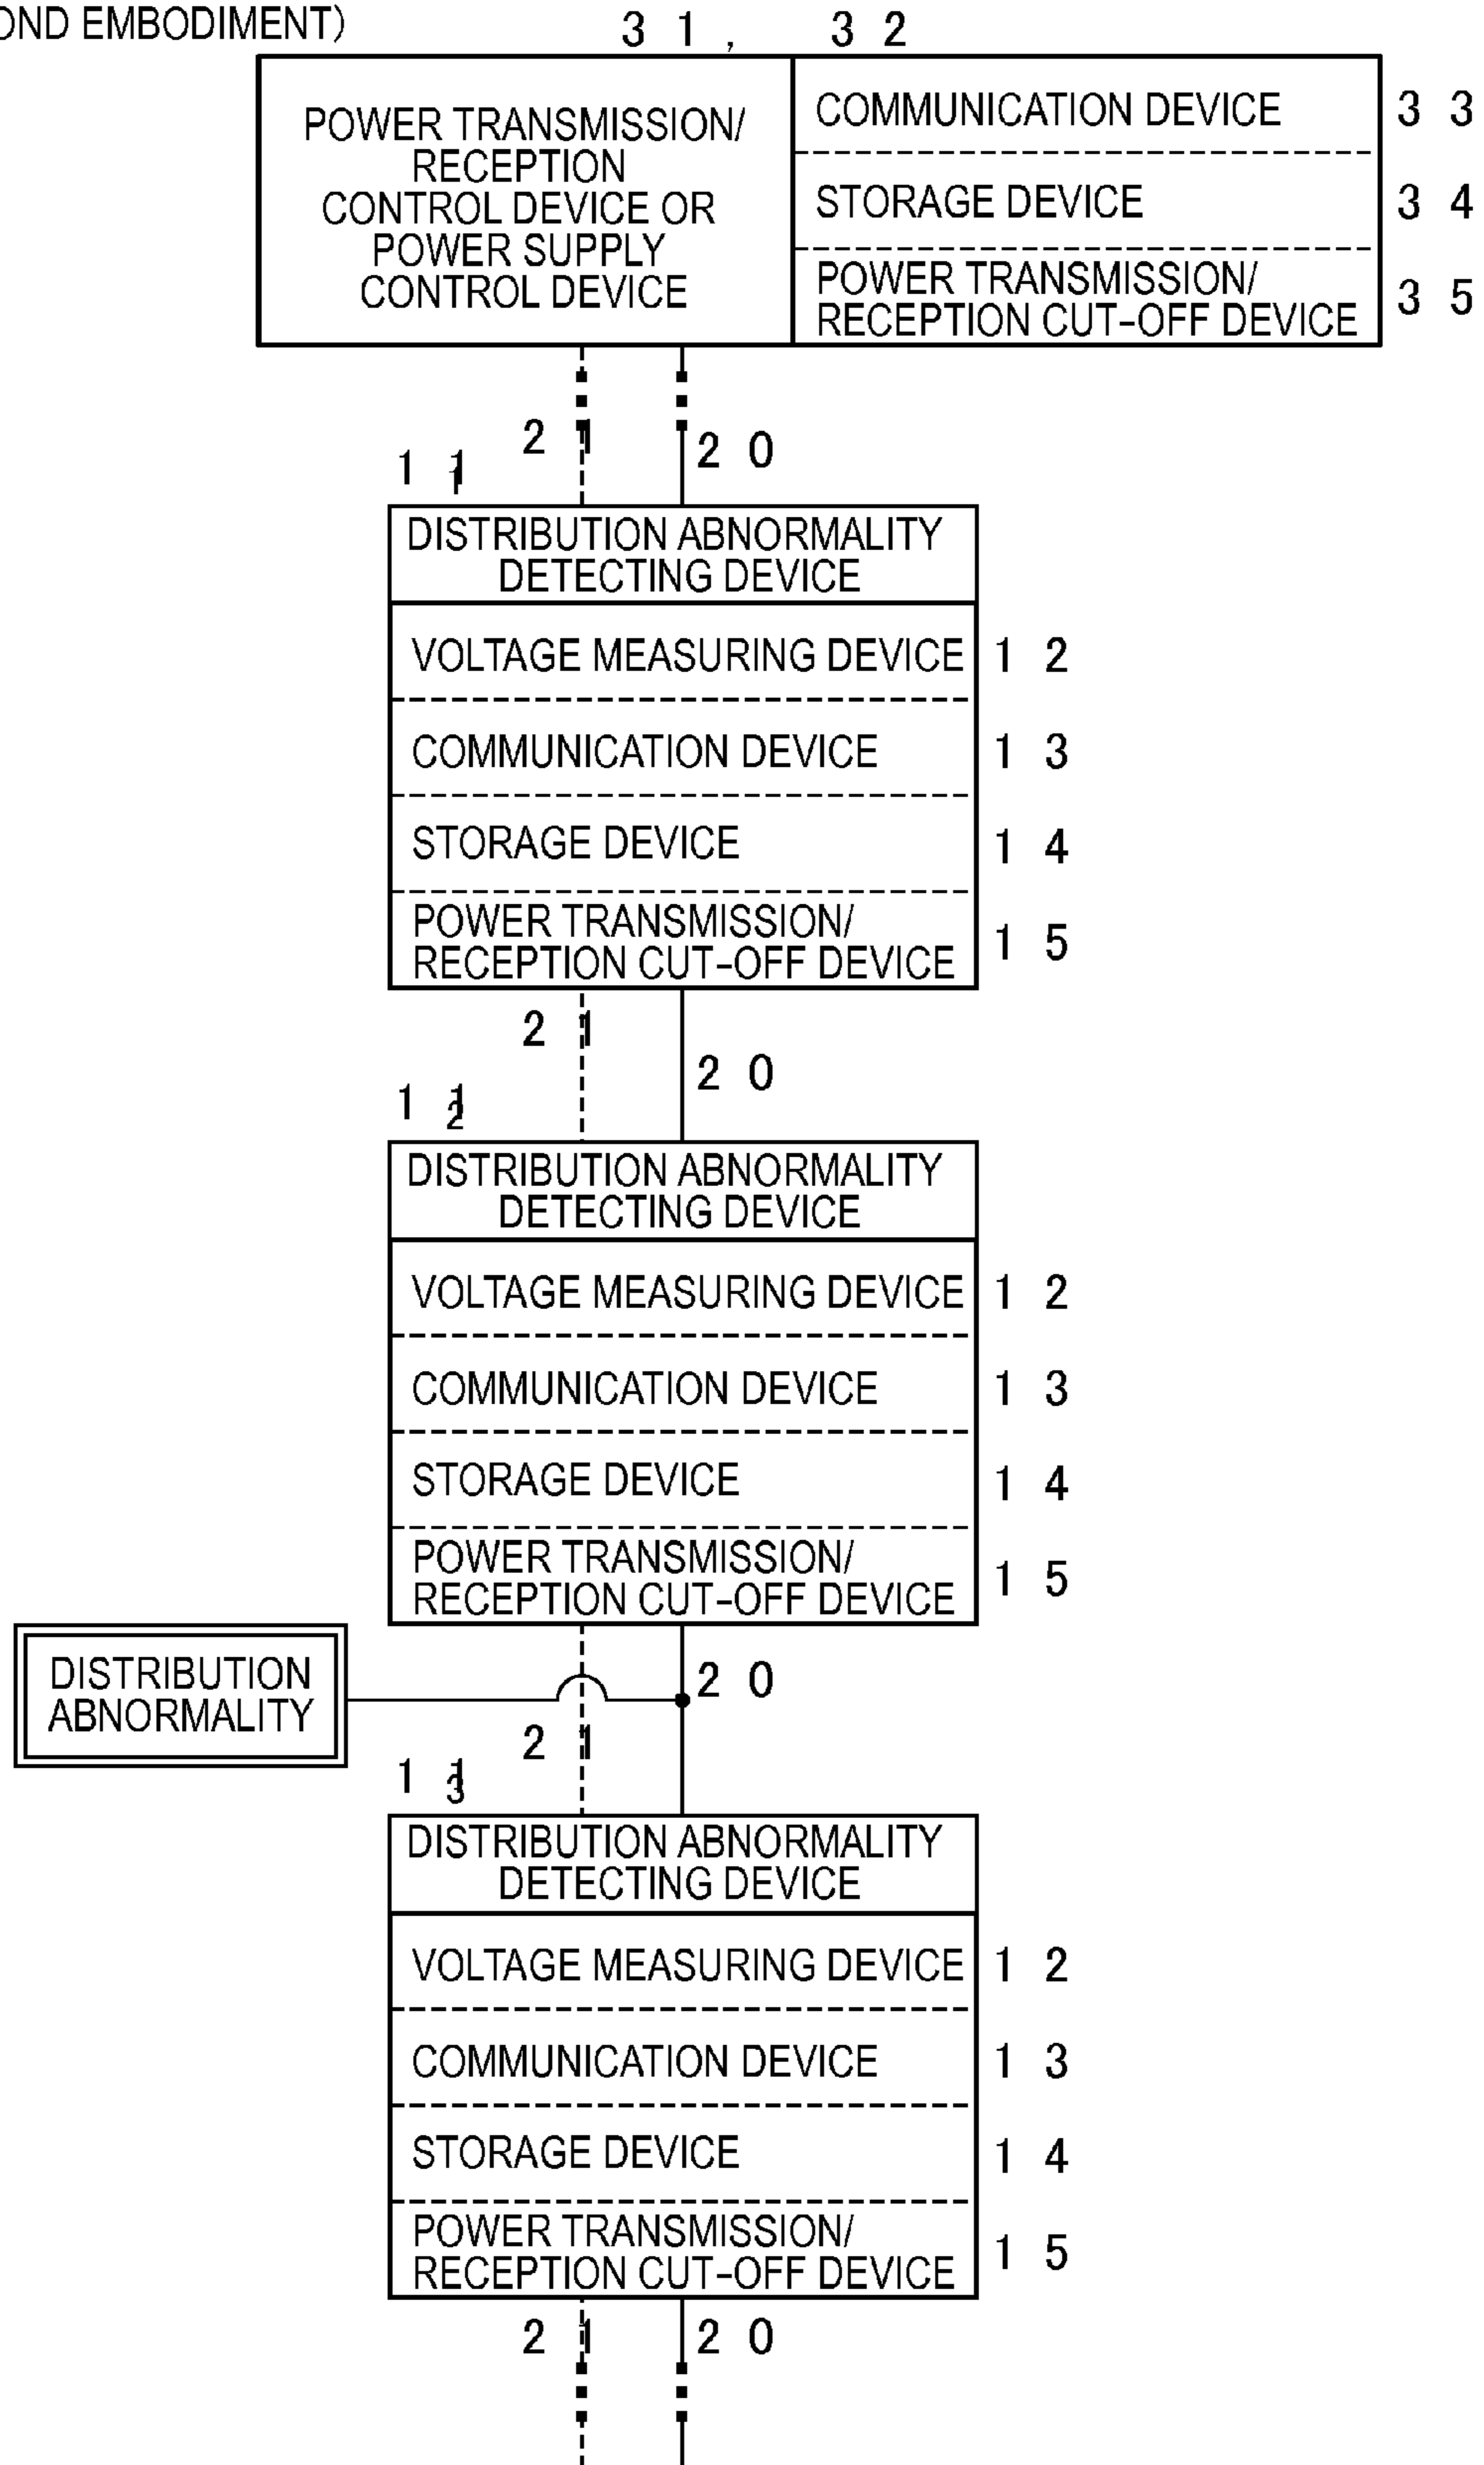 OND EMBODIMENT)
31, 32
POWER TRANSMISSION/
RECEPTION
CONTROL DEVICE OR
POWER SUPPLY
CONTROL DEVICE
COMMUNICATION DEVICE 33
STORAGE DEVICE 34
POWER TRANSMISSION/
RECEPTION CUT-OFF DEVICE 35
21 20
11 1
DISTRIBUTION ABNORMALITY
DETECTING DEVICE
VOLTAGE MEASURING DEVICE 12
COMMUNICATION DEVICE 13
STORAGE DEVICE 14
POWER TRANSMISSION/
RECEPTION CUT-OFF DEVICE 15
21
20
11 2
DISTRIBUTION ABNORMALITY
DETECTING DEVICE
VOLTAGE MEASURING DEVICE 12
COMMUNICATION DEVICE 13
STORAGE DEVICE 14
POWER TRANSMISSION/
RECEPTION CUT-OFF DEVICE 15
DISTRIBUTION
ABNORMALITY
20
21
11 3
DISTRIBUTION ABNORMALITY
DETECTING DEVICE
VOLTAGE MEASURING DEVICE 12
COMMUNICATION DEVICE 13
STORAGE DEVICE 14
POWER TRANSMISSION/
RECEPTION CUT-OFF DEVICE 15
21 20